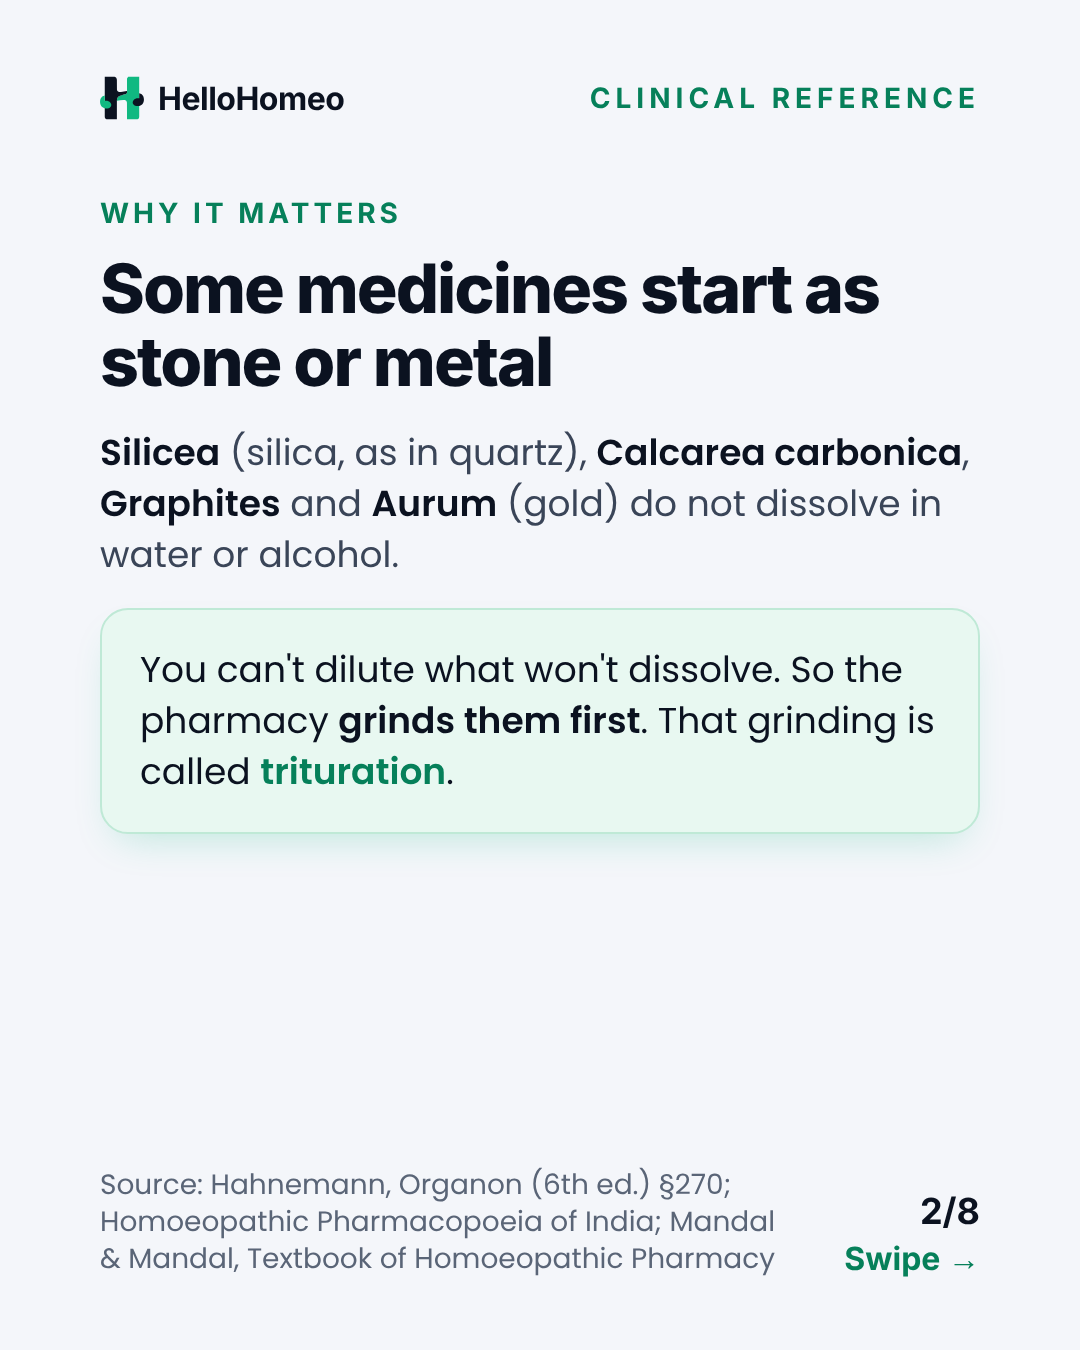 HelloHomeo
CLINICAL REFERENCE
WHY IT MATTERS
Some medicines start as
stone or metal
Silicea (silica, as in quartz), Calcarea carbonica,
Graphites and Aurum (gold) do not dissolve in
water or alcohol.
You can't dilute what won't dissolve. So the
pharmacy grinds them first. That grinding is
called trituration.
Source: Hahnemann, Organon (6th ed.) §270;
Homoeopathic Pharmacopoeia of India; Mandal
& Mandal, Textbook of Homoeopathic Pharmacy
2/8
Swipe →